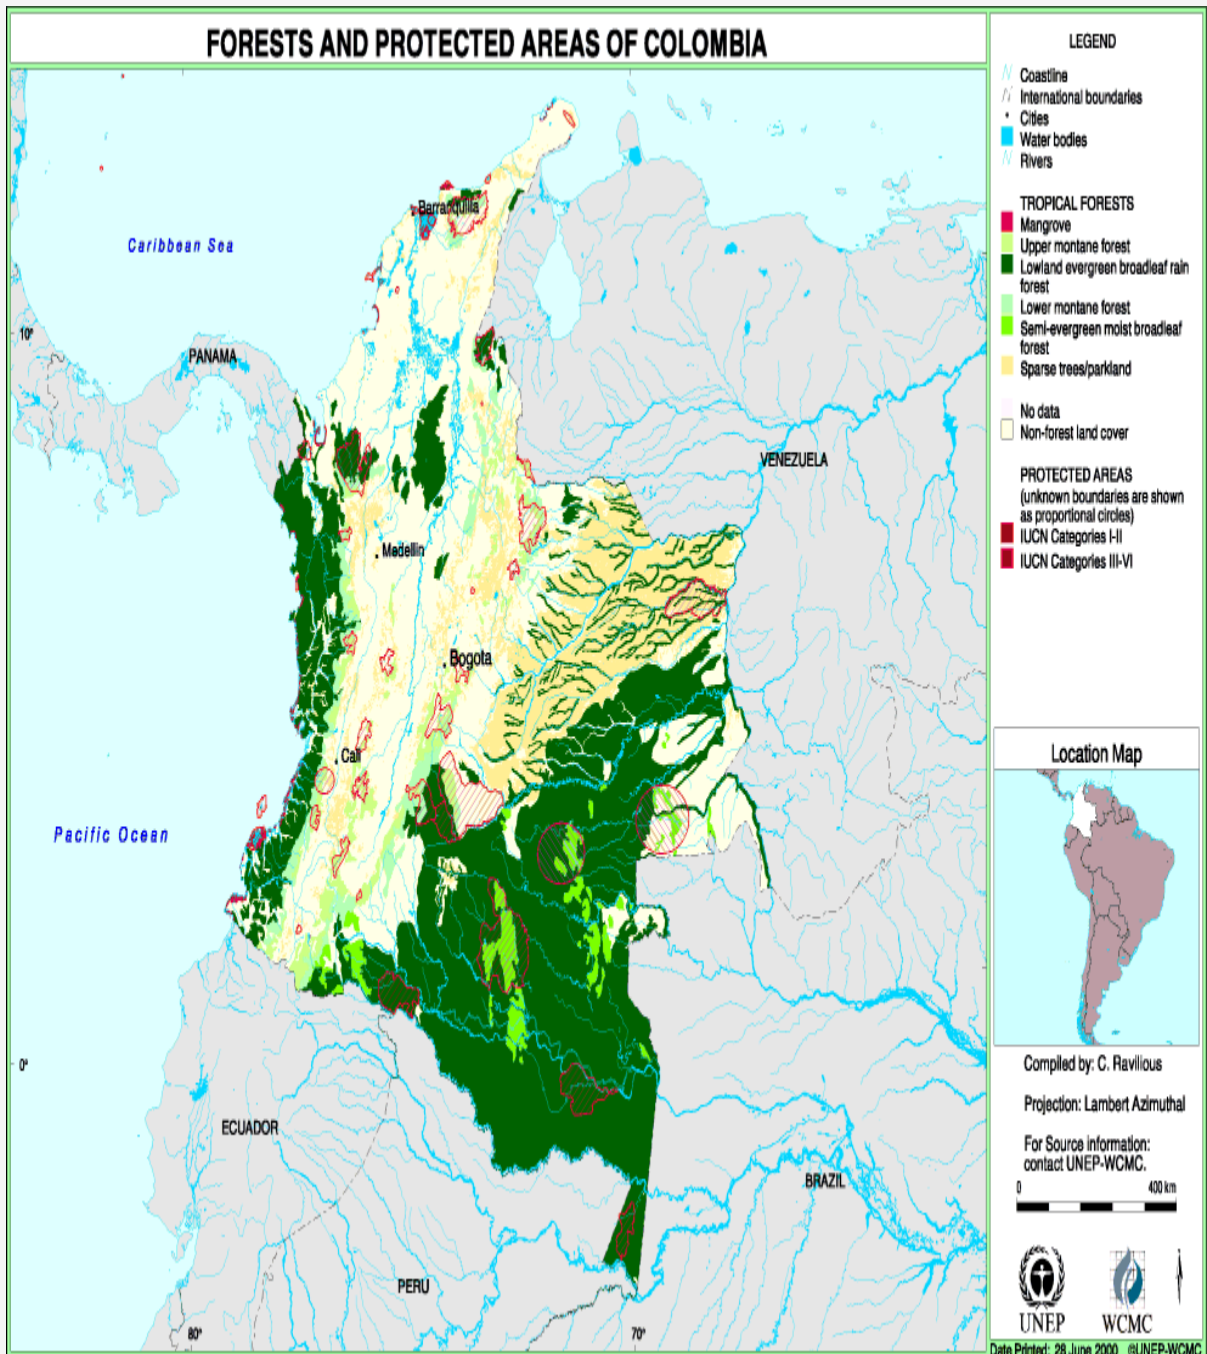 FORESTS AND PROTECTED AREAS OF COLOMBIA
LEGEND
Coastline
International boundaries
Cities
Water bodies
Rivers
TROPICAL FORESTS
Mangrove
Upper montane forest
Lowland evergreen broadleaf rain
forest
Lower montane forest
Semi-evergreen moist broadleaf
forest
Sparse trees/parkland
No data
Non-forest land cover
PROTECTED AREAS
(unknown boundaries are shown
as proportional circles)
IUCN Categories I-II
IUCN Categories III-VI
Barranquilla
Caribbean Sea
10°
PANAMA
VENEZUELA
Medellin
Bogota
Cali
Pacific Ocean
0°
ECUADOR
BRAZIL
PERU
80°
70°
Location Map
Compiled by: C. Ravilious
Projection: Lambert Azimuthal
For Source information:
contact UNEP-WCMC.
0 400 km
UNEP WCMC
Date Printed: 28 June 2000 ©UNEP-WCMC